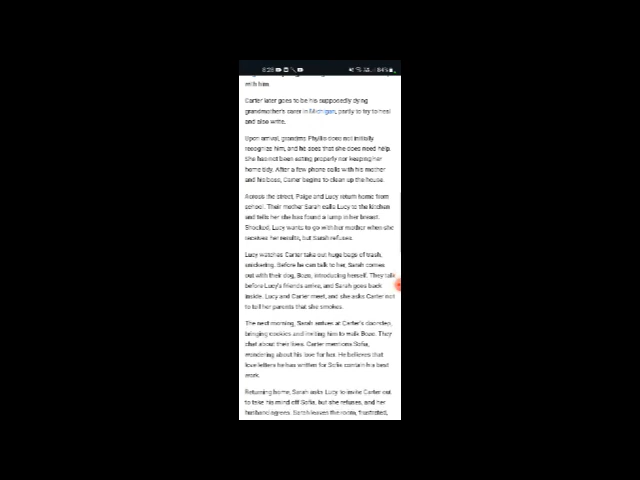 with him.
Carter later goes to be his supposedly dying
grandmother's carer in Michigan, partly to try to heal
and also write.
Upon arrival, grandma Phyllis does not initially
recognize him, and he sees that she does need help.
She has not been eating properly nor keeping her
home tidy. After a few phone calls with his mother
and his boss, Carter begins to clean up the house.
Across the street, Paige and Lucy return home from
school. Their mother Sarah calls Lucy to the kitchen
and tells her she has found a lump in her breast.
Shocked, Lucy wants to go with her mother when she
receives her results, but Sarah refuses.
Lucy watches Carter take out huge bags of trash,
snickering. Before he can talk to her, Sarah comes
out with their dog, Bozo, introducing herself. They talk
before Lucy's friends arrive, and Sarah goes back
inside. Lucy and Carter meet, and she asks Carter not
to tell her parents that she smokes.
The next morning, Sarah arrives at Carter's doorstep,
bringing cookies and inviting him to walk Bozo. They
chat about their lives. Carter mentions Sofia,
wondering about his love for her. He believes that
love letters he has written for Sofia contain his best
work.
Returning home, Sarah asks Lucy to invite Carter out
to take his mind off Sofia, but she refuses, and her
husband agrees. Sarah leaves the room, frustrated,